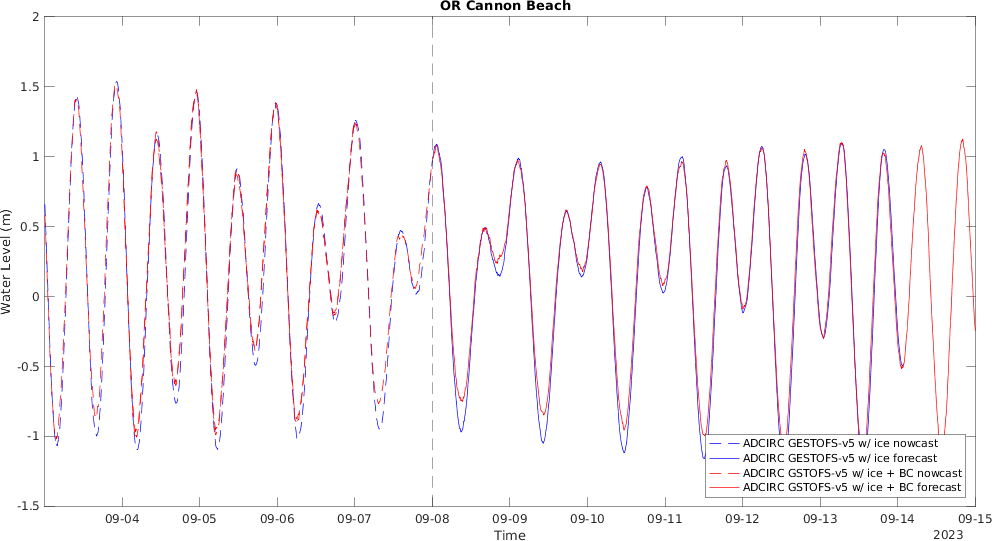 OR Cannon Beach
2
1.5
1
0.5
0
-0.5
-1
-1.5
Water Level (m)
ADCIRC GESTOFS-v5 w/ ice nowcast
ADCIRC GESTOFS-v5 w/ ice forecast
ADCIRC GSTOFS-v5 w/ ice + BC nowcast
ADCIRC GSTOFS-v5 w/ ice + BC forecast
09-04 09-05 09-06 09-07 09-08 09-09 09-10 09-11 09-12 09-13 09-14 09-15
Time
2023